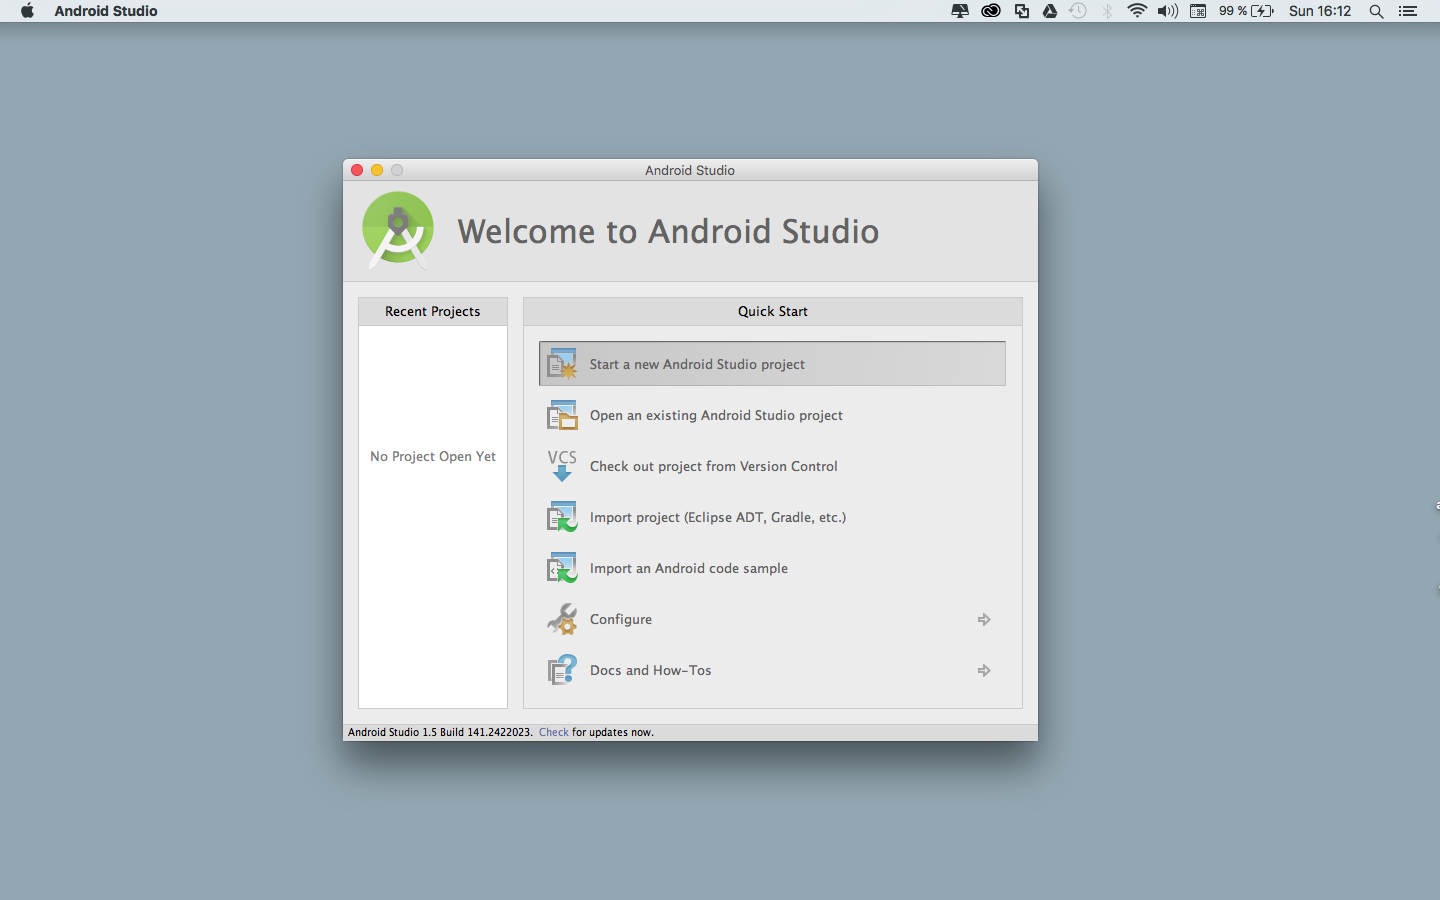 Android Studio
99 %
Sun 16:12
Android Studio
Welcome to Android Studio
Recent Projects
No Project Open Yet
Quick Start
Start a new Android Studio project
Open an existing Android Studio project
VCS
Check out project from Version Control
Import project (Eclipse ADT, Gradle, etc.)
Import an Android code sample
Configure
Docs and How-Tos
Android Studio 1.5 Build 141.2422023. Check for updates now.